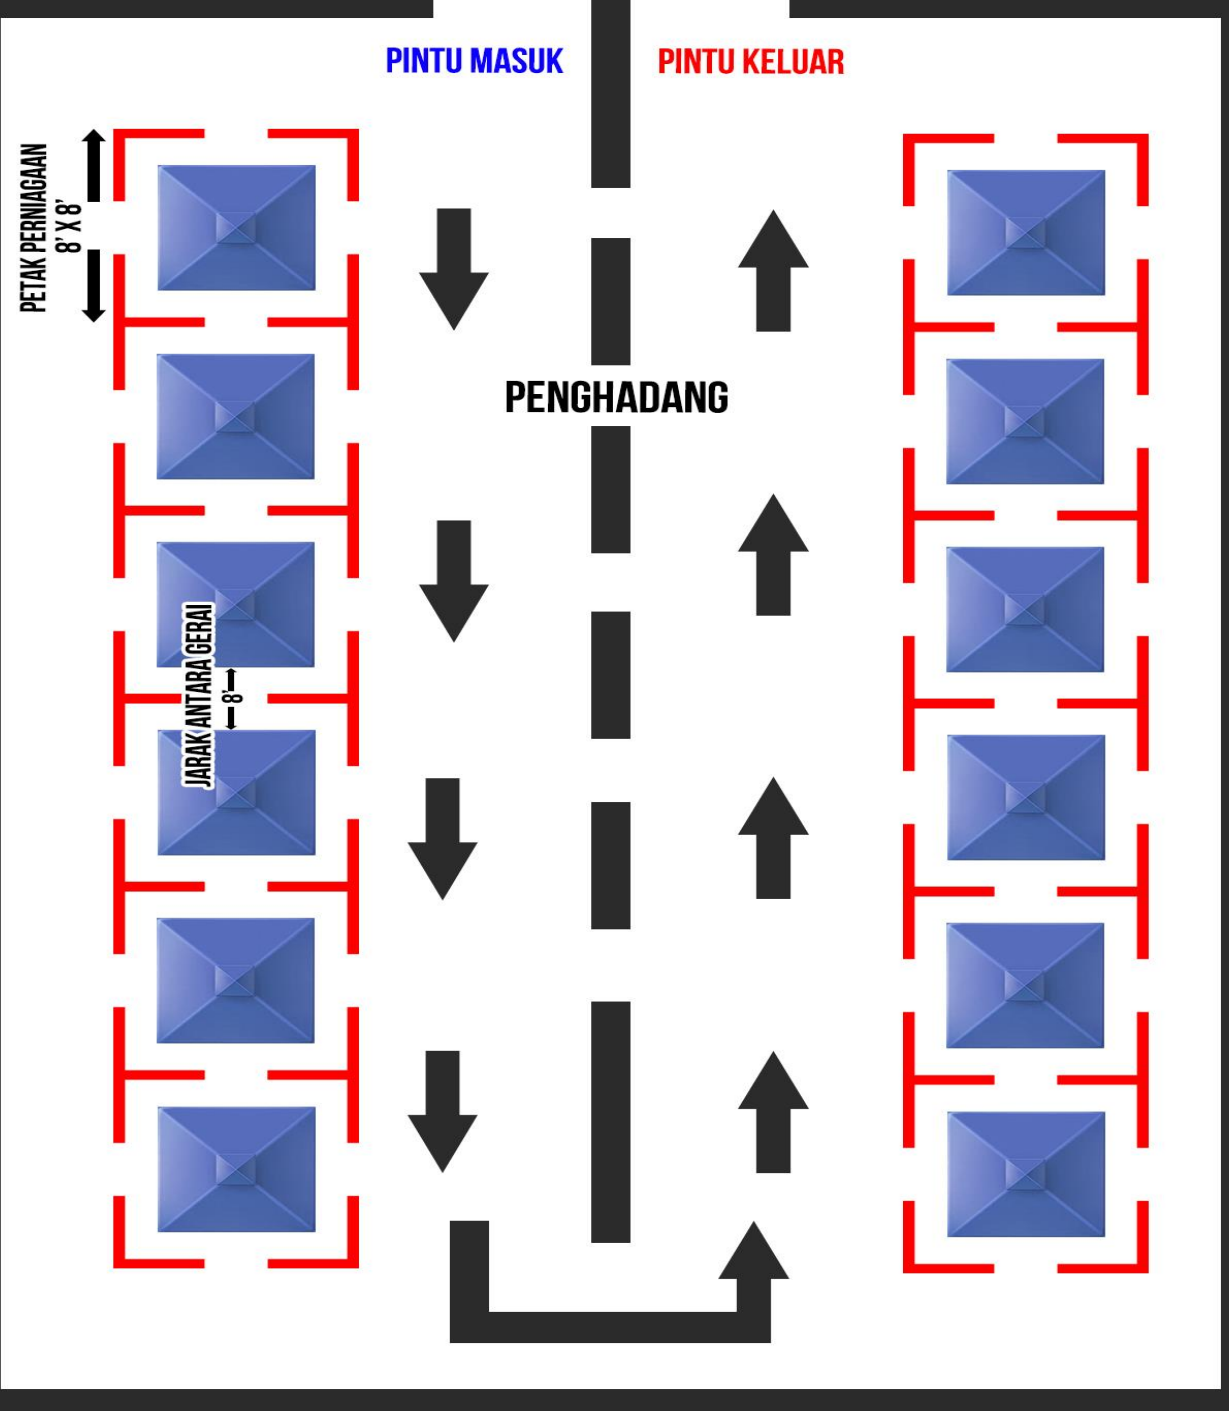 PINTU MASUK
PINTU KELUAR
PETAK PERNIAGAAN
8' X 8'
PENGHADANG
JARAK ANTARA GERAI
8'